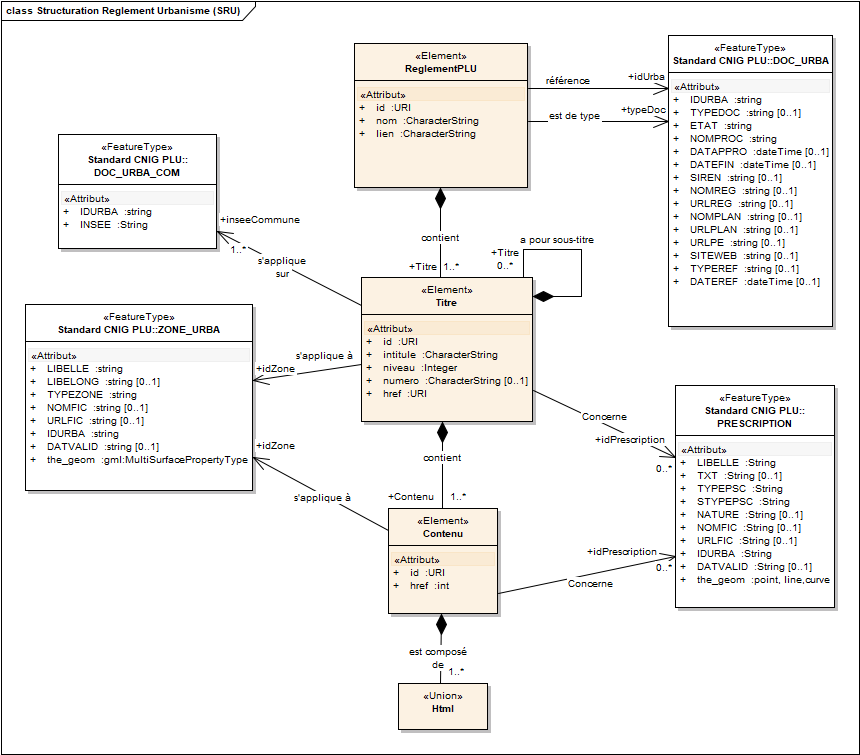 class Structuration Reglement Urbanisme (SRU)
«Element»
ReglementPLU
«Attribut»
+ id :URI
+ nom :CharacterString
+ lien :CharacterString
référence
+idUrba
est de type
+typeDoc
«FeatureType»
Standard CNIG PLU::DOC_URBA
«Attribut»
+ IDURBA :string
+ TYPEDOC :string [0..1]
+ ETAT :string
+ NOMPROC :string
+ DATAPPRO :dateTime [0..1]
+ DATEFIN :dateTime [0..1]
+ SIREN :string [0..1]
+ NOMREG :string [0..1]
+ URLREG :string [0..1]
+ NOMPLAN :string [0..1]
+ URLPLAN :string [0..1]
+ URLPE :string [0..1]
+ SITEWEB :string [0..1]
+ TYPEREF :string [0..1]
+ DATEREF :dateTime [0..1]
«FeatureType»
Standard CNIG PLU::
DOC_URBA_COM
«Attribut»
+ IDURBA :string
+ INSEE :String
+inseeCommune
1..*
s'applique
sur
contient
+Titre 1..*
a pour sous-titre
+Titre
0..*
«Element»
Titre
«Attribut»
+ id :URI
+ intitule :CharacterString
+ niveau :Integer
+ numero :CharacterString [0..1]
+ href :URI
«FeatureType»
Standard CNIG PLU::ZONE_URBA
«Attribut»
+ LIBELLE :string
+ LIBELONG :string [0..1]
+ TYPEZONE :string
+ NOMFIC :string [0..1]
+ URLFIC :string [0..1]
+ IDURBA :string
+ DATVALID :string [0..1]
+ the_geom :gml:MultiSurfacePropertyType
s'applique à
+idZone
+idZone
s'applique à
Concerne
+idPrescription
0..*
«FeatureType»
Standard CNIG PLU::
PRESCRIPTION
«Attribut»
+ LIBELLE :String
+ TXT :String [0..1]
+ TYPEPSC :String
+ STYPEPSC :String
+ NATURE :String [0..1]
+ NOMFIC :String [0..1]
+ URLFIC :String [0..1]
+ IDURBA :String
+ DATVALID :String [0..1]
+ the_geom :point, line,curve
contient
+Contenu 1..*
«Element»
Contenu
«Attribut»
+ id :URI
+ href :int
+idPrescription
0..*
Concerne
est composé
de
1..*
«Union»
Html